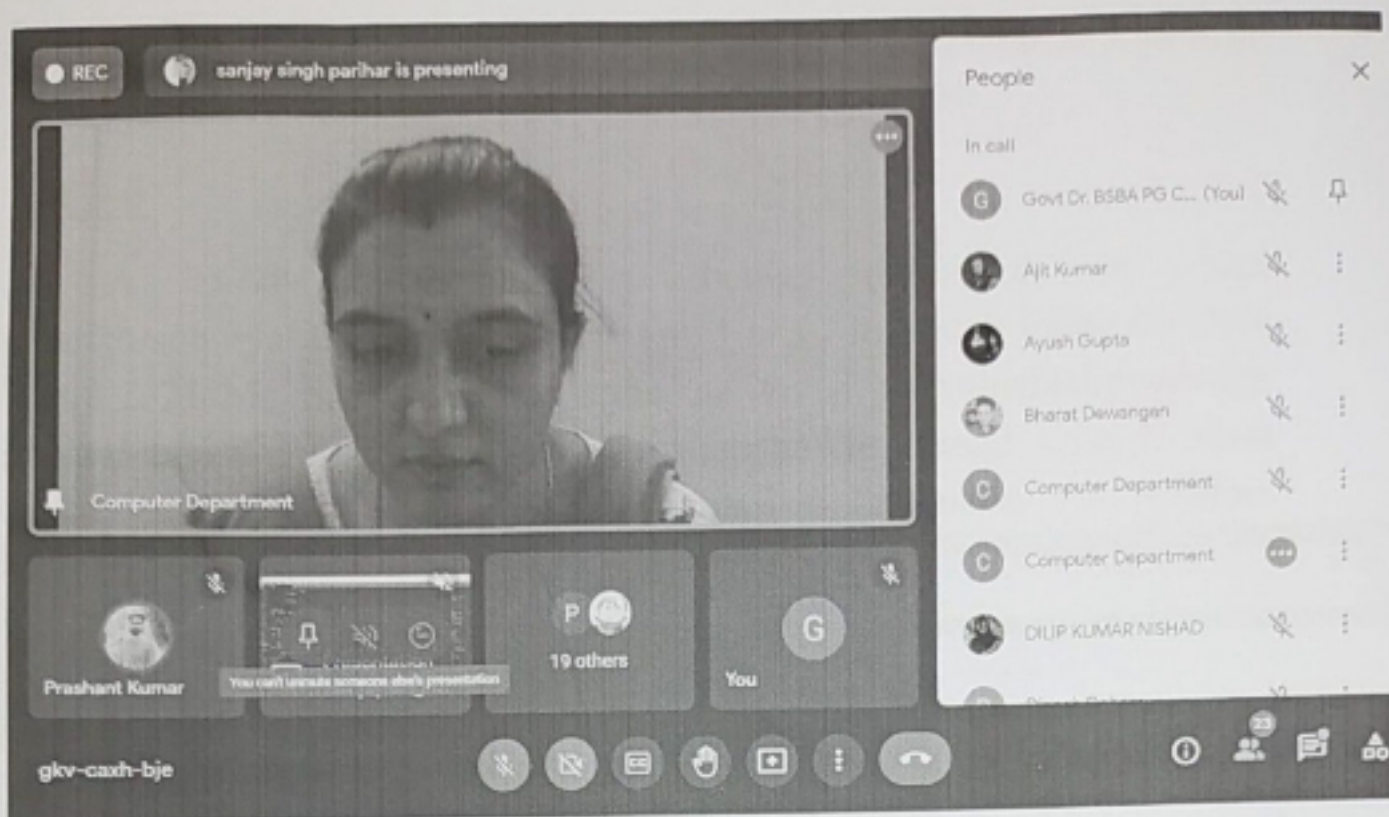 REC
sanjay singh parihar is presenting
Computer Department
Prashant Kumar
You can't unmute someone else's presentation
P
19 others
G
You
gkv-caxh-bje
People
In call
G Govt Dr. BSBA PG C... (You)
Ajit Kumar
Ayush Gupta
Bharat Dewangan
C Computer Department
C Computer Department
DILIP KUMAR NISHAD
23